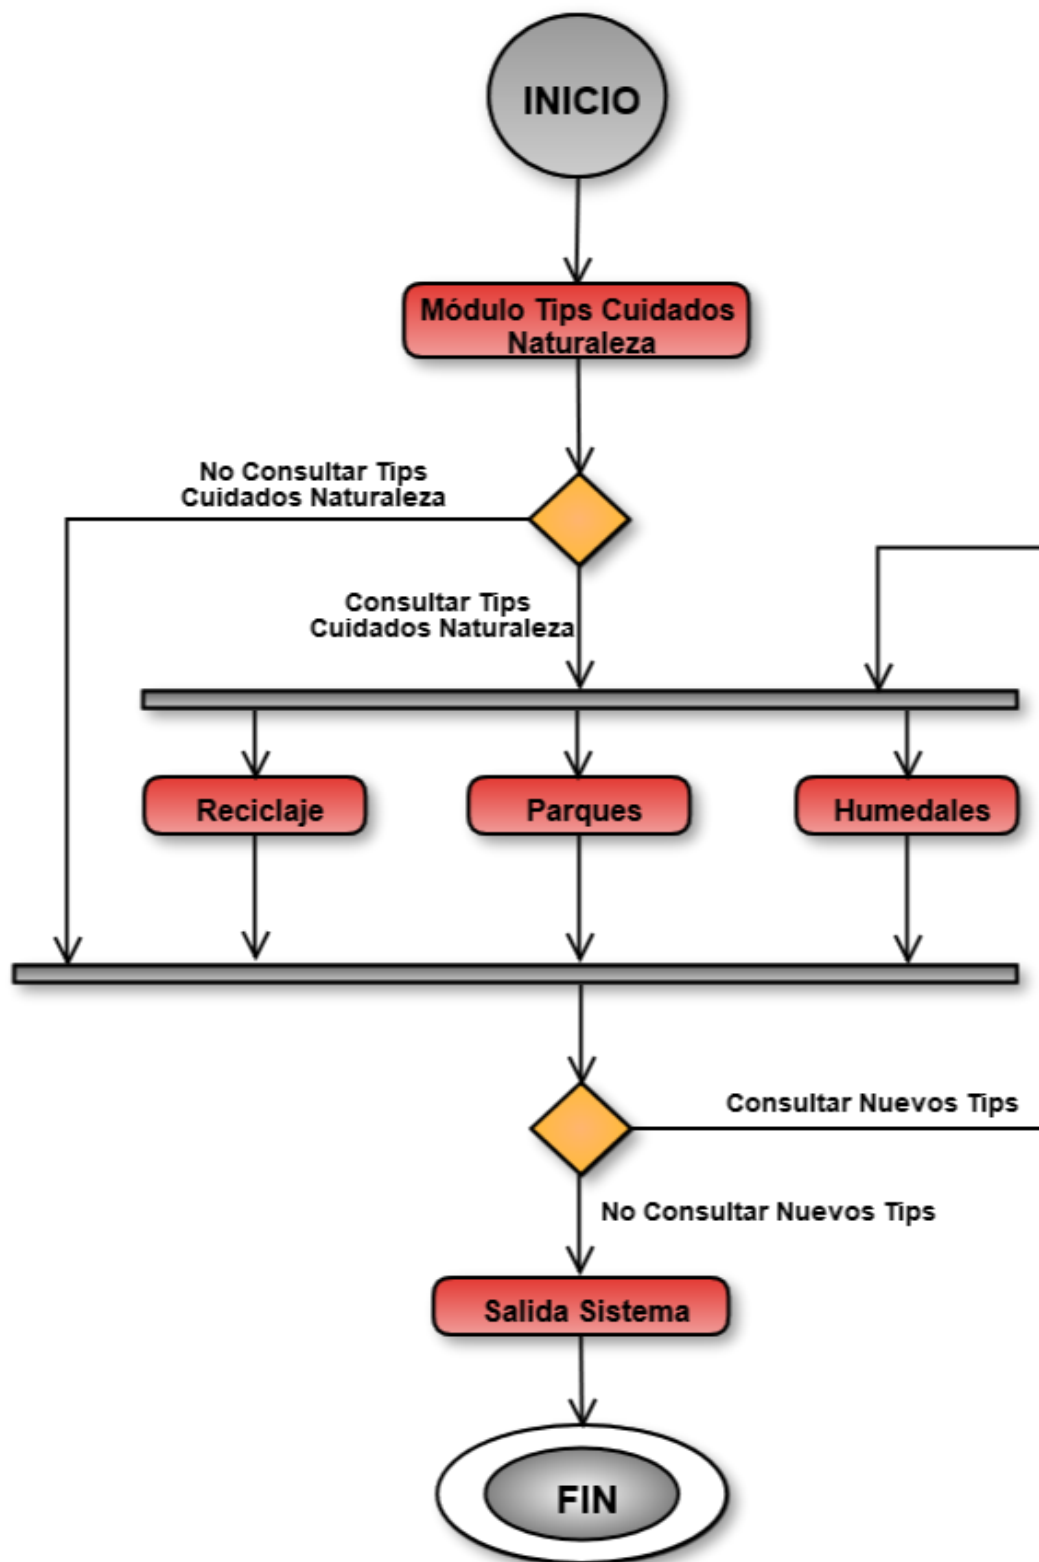 INICIO
Módulo Tips Cuidados
Naturaleza
No Consultar Tips
Cuidados Naturaleza
Consultar Tips
Cuidados Naturaleza
Reciclaje
Parques
Humedales
Consultar Nuevos Tips
No Consultar Nuevos Tips
Salida Sistema
FIN